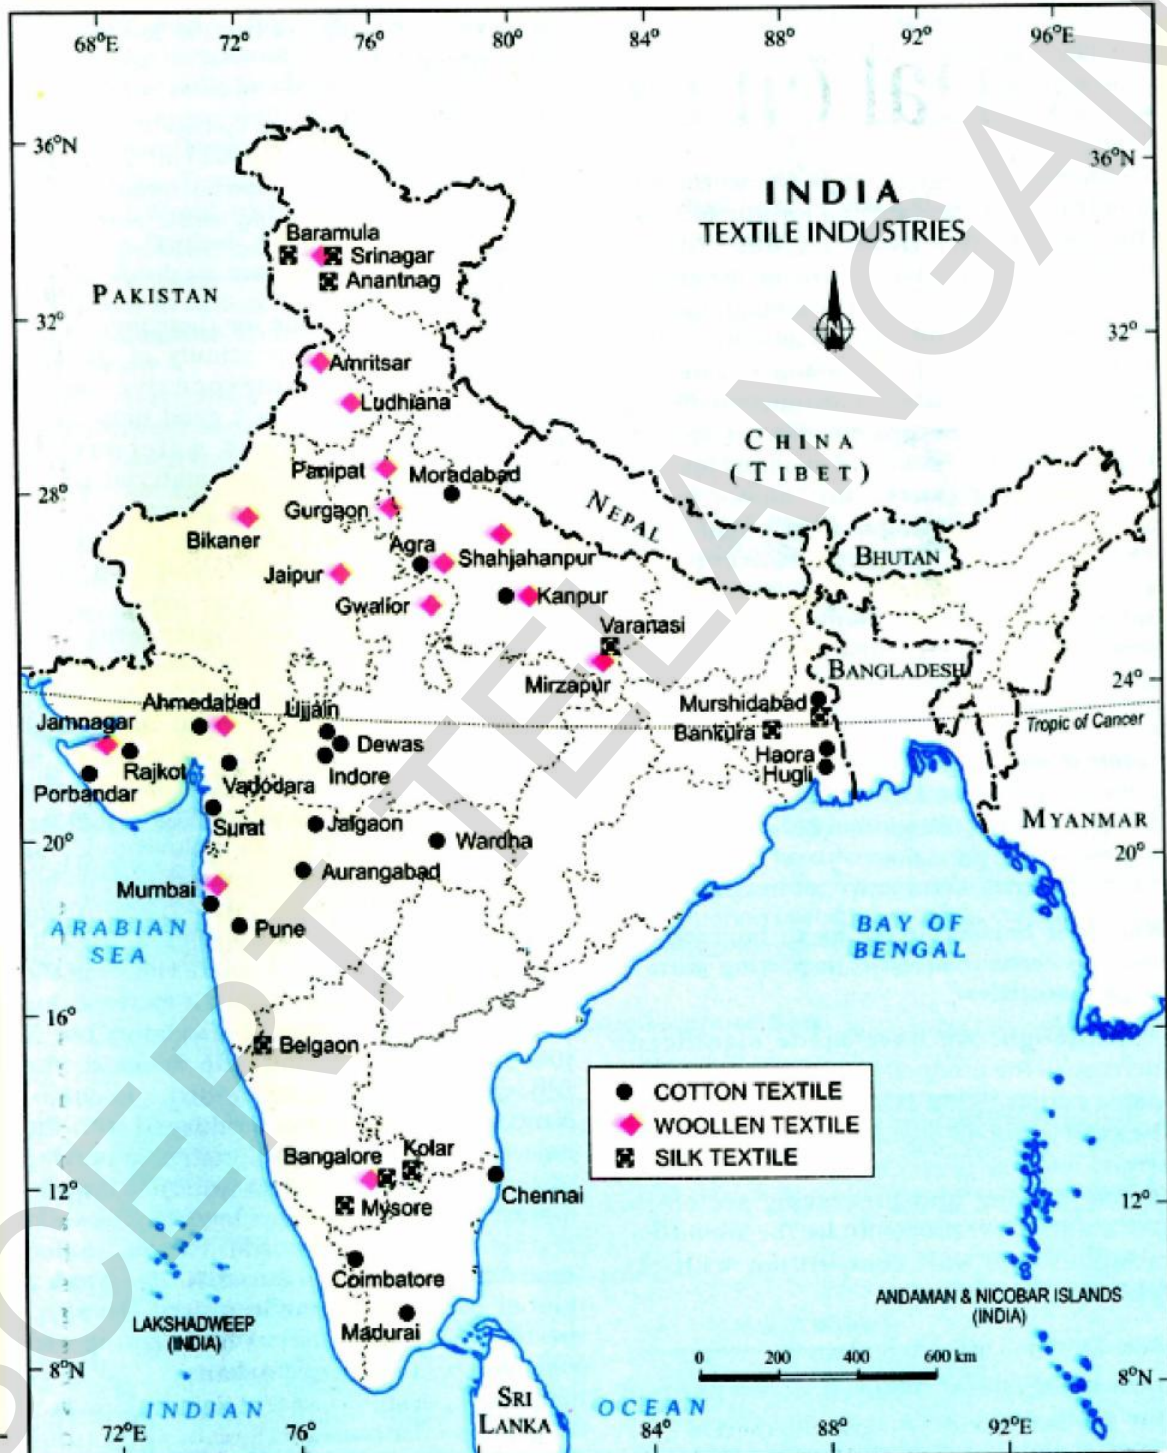 68°E 72° 76° 80° 84° 88° 92° 96°E
36°N
36°N
INDIA
TEXTILE INDUSTRIES
N
Baramula
Srinagar
Anantnag
PAKISTAN
32°
32°
Amritsar
Ludhiana
CHINA
(TIBET)
Panipat
Moradabad
28°
28°
Gurgaon
NEPAL
Bikaner
Agra
Shahjahanpur
BHUTAN
Jaipur
Gwalior
Kanpur
Varanasi
BANGLADESH
Mirzapur
24°
Ahmedabad
Ujjain
Murshidabad
Jamnagar
Tropic of Cancer
Dewas
Bankura
Haora
Rajkot
Vadodara
Indore
Hugli
Porbandar
Surat
Jalgaon
MYANMAR
20°
Wardha
20°
Aurangabad
Mumbai
ARABIAN
SEA
Pune
BAY OF
BENGAL
16°
Belgaon
COTTON TEXTILE
WOOLLEN TEXTILE
SILK TEXTILE
Kolar
Bangalore
12°
Chennai
12°
Mysore
Coimbatore
ANDAMAN & NICOBAR ISLANDS
(INDIA)
LAKSHADWEEP
(INDIA)
Madurai
0 200 400 600 km
8°N
8°N
SRI
LANKA
INDIAN OCEAN
72°E 76° 84° 88° 92°E
SCERT TELANGAN